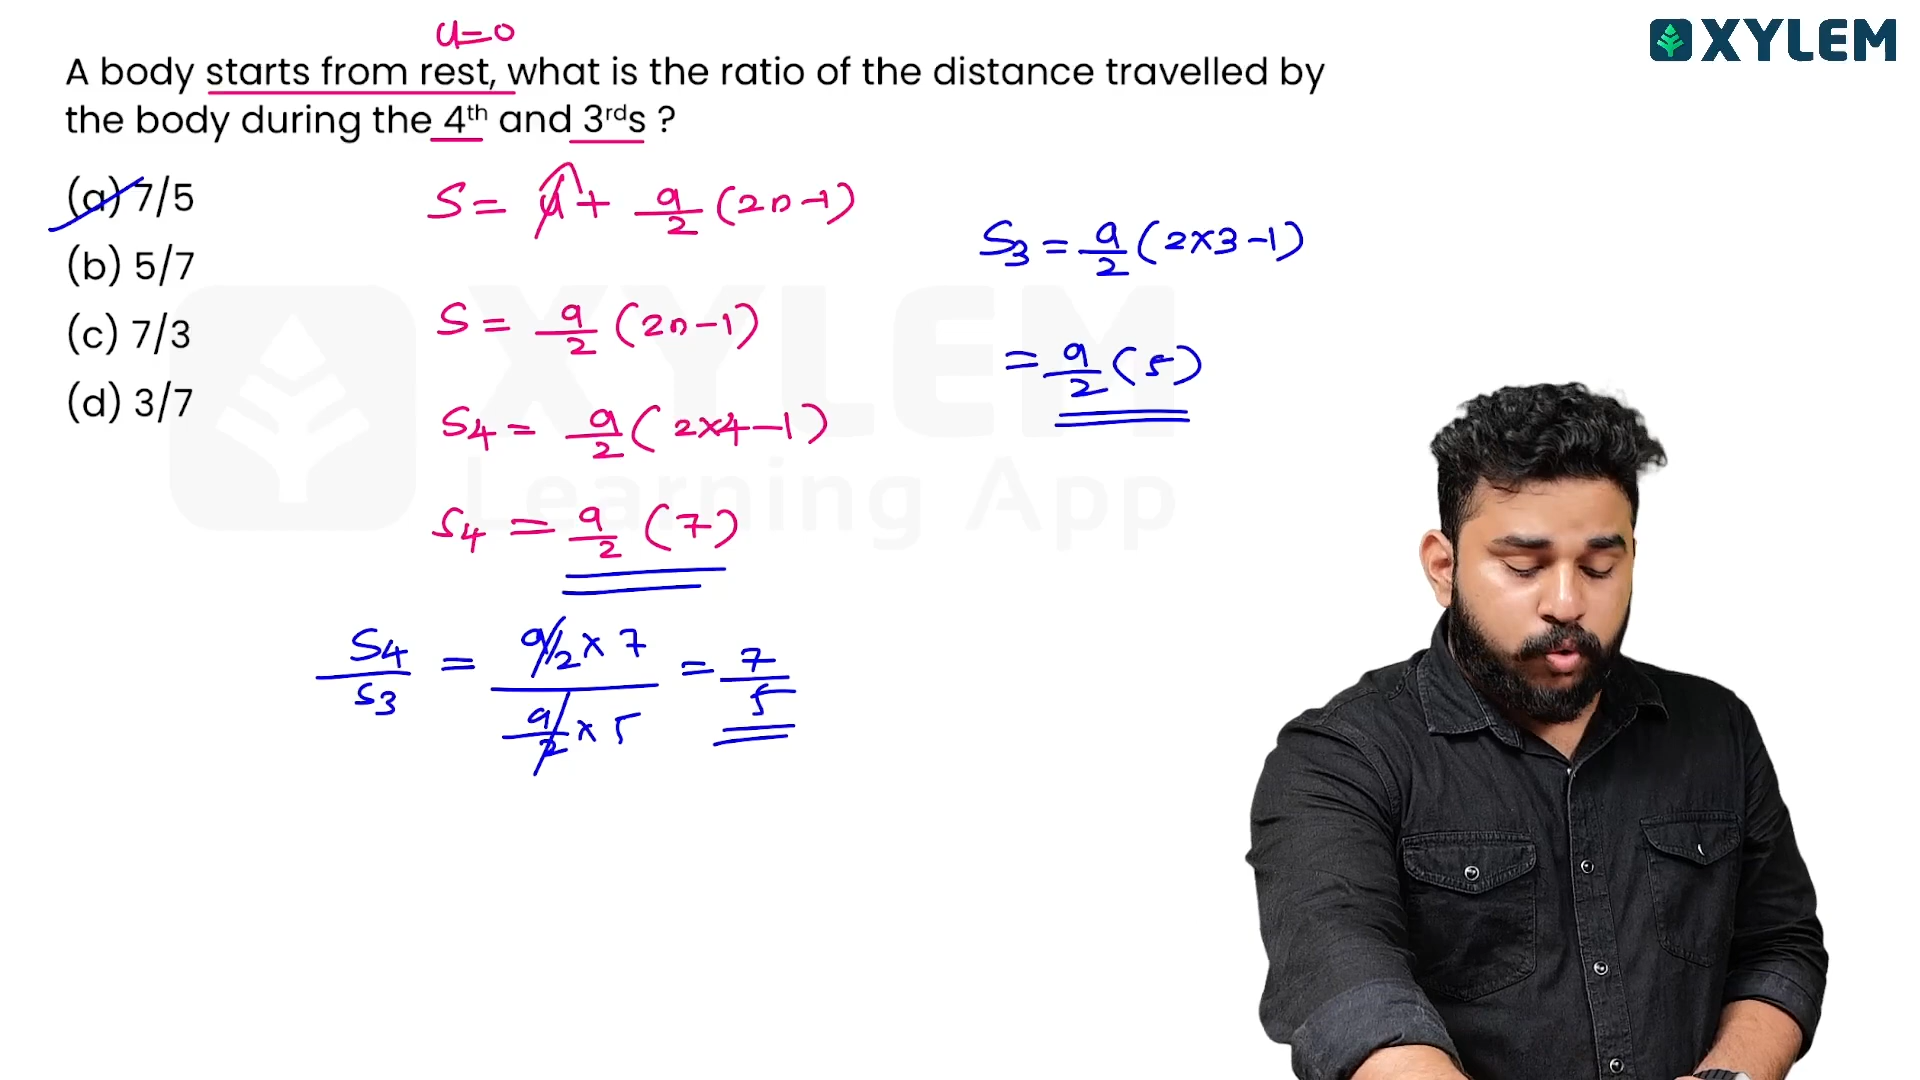 XYLEM
u=0
A body starts from rest, what is the ratio of the distance travelled by
the body during the 4th and 3rds ?
(a) 7/5
(b) 5/7
(c) 7/3
(d) 3/7
S = u + a/2 (2n-1)
S = a/2 (2n-1)
S4 = a/2 (2×4-1)
S4 = a/2 (7)
S3 = a/2 (2×3-1)
= a/2 (5)
S4/S3 = a/2 × 7 / a/2 × 5 = 7/5
XYLEM
Learning App